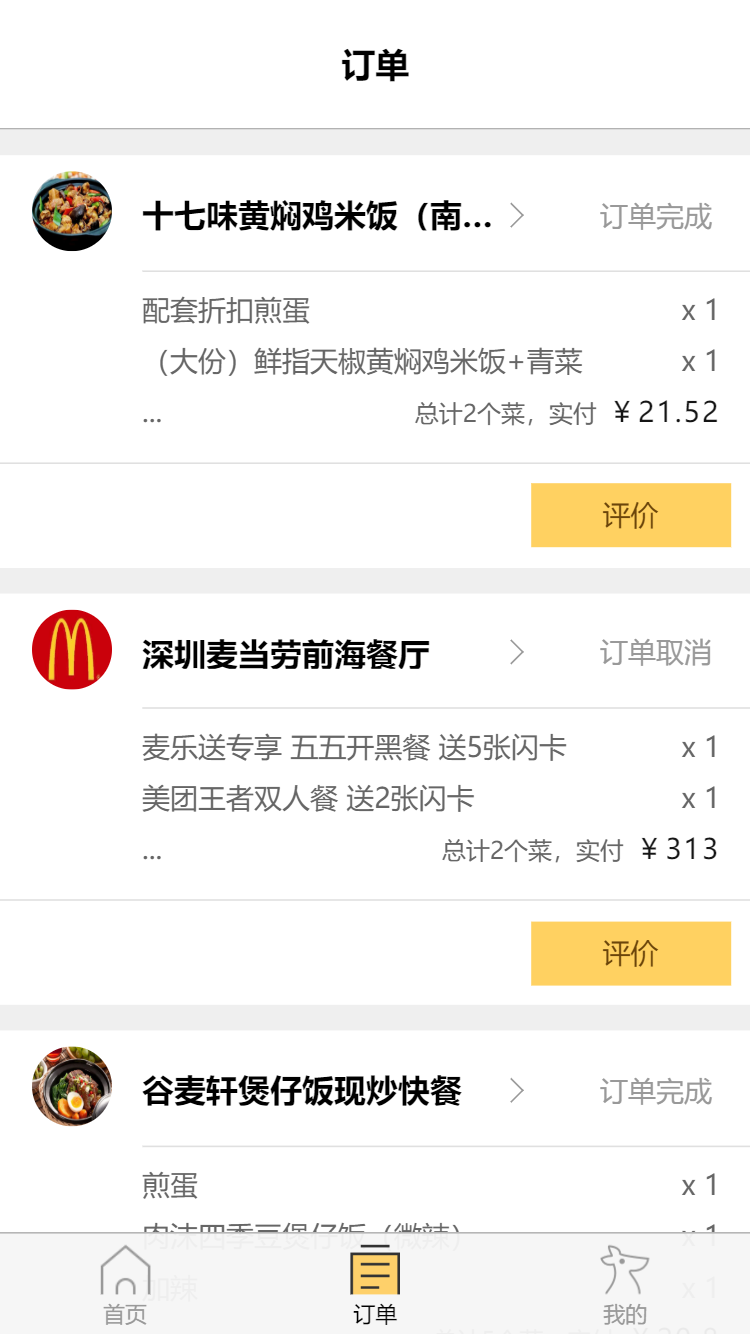 订单
十七味黄焖鸡米饭（南... 订单完成
配套折扣煎蛋 x 1
（大份）鲜指天椒黄焖鸡米饭+青菜 x 1
... 总计2个菜，实付 ¥ 21.52
评价
深圳麦当劳前海餐厅 订单取消
麦乐送专享 五五开黑餐 送5张闪卡 x 1
美团王者双人餐 送2张闪卡 x 1
... 总计2个菜，实付 ¥ 313
评价
谷麦轩煲仔饭现炒快餐 订单完成
煎蛋 x 1
肉沫四季豆煲仔饭（微辣） x 1
加辣 x 1
首页 订单 我的